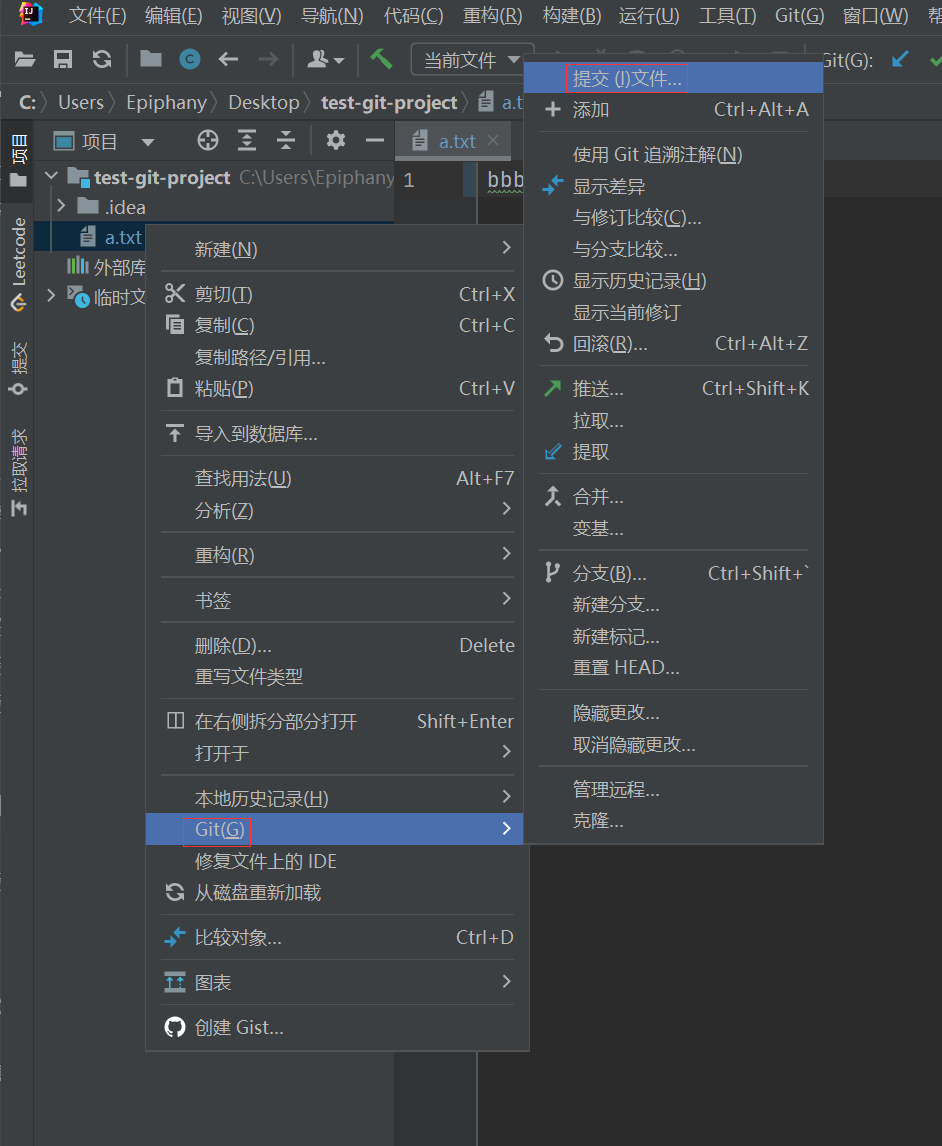 文件(F) 编辑(E) 视图(V) 导航(N) 代码(C) 重构(R) 构建(B) 运行(U) 工具(T) Git(G) 窗口(W)
当前文件 Git(G):
C: Users Epiphany Desktop test-git-project a.t
项目 a.txt
test-git-project C:\Users\Epiphany
.idea
a.txt
外部库
临时文
1 bbb
项目
Leetcode
提交
拉取请求
新建(N)
剪切(T) Ctrl+X
复制(C) Ctrl+C
复制路径/引用...
粘贴(P) Ctrl+V
导入到数据库...
查找用法(U) Alt+F7
分析(Z)
重构(R)
书签
删除(D)... Delete
重写文件类型
在右侧拆分部分打开 Shift+Enter
打开于
本地历史记录(H)
Git(G)
修复文件上的 IDE
从磁盘重新加载
比较对象... Ctrl+D
图表
创建 Gist...
提交 (I)文件...
添加 Ctrl+Alt+A
使用 Git 追溯注解(N)
显示差异
与修订比较(C)...
与分支比较...
显示历史记录(H)
显示当前修订
回滚(R)... Ctrl+Alt+Z
推送... Ctrl+Shift+K
拉取...
提取
合并...
变基...
分支(B)... Ctrl+Shift+`
新建分支...
新建标记...
重置 HEAD...
隐藏更改...
取消隐藏更改...
管理远程...
克隆...